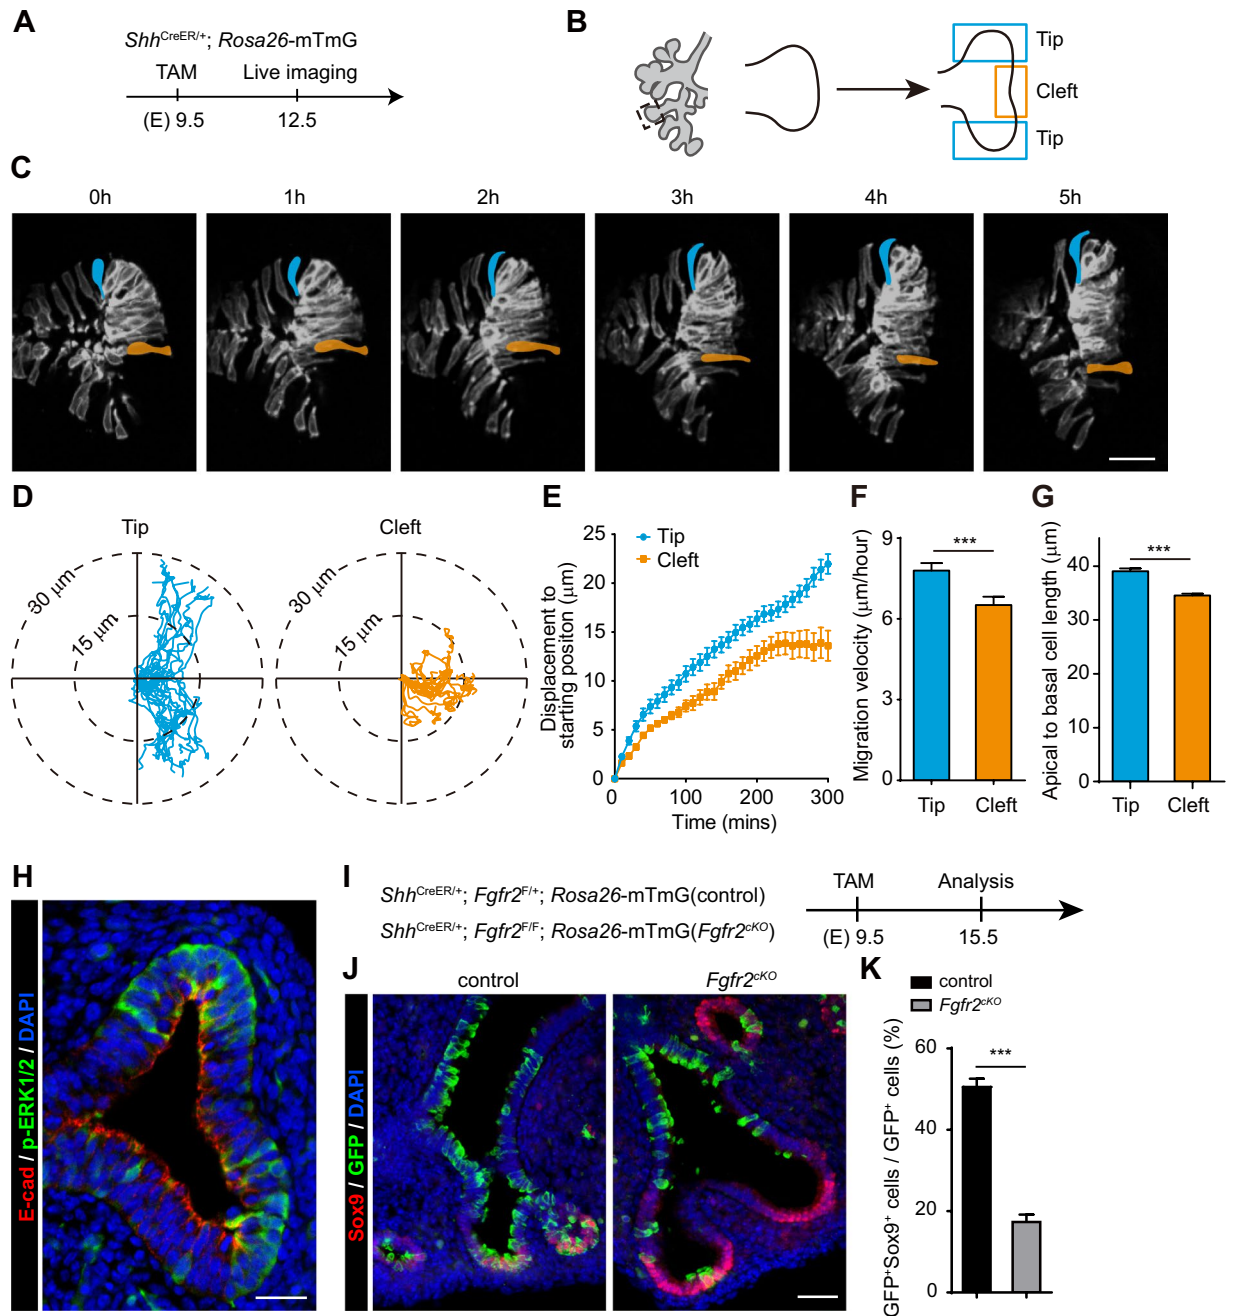 A
Shh^CreER/+; Rosa26-mTmG
TAM Live imaging
(E) 9.5 12.5
B
Tip
Cleft
Tip
C
0h 1h 2h 3h 4h 5h
D
Tip Cleft
30 μm 30 μm
15 μm 15 μm
E
Displacement to
starting positon (μm)
25
20
15
10
5
0
Tip
Cleft
0 100 200 300
Time (mins)
F
Migration velocity (μm/hour)
9
6
3
0
***
Tip Cleft
G
Apical to basal cell length (μm)
40
30
20
10
0
***
Tip Cleft
H
E-cad / p-ERK1/2 / DAPI
I
Shh^CreER/+; Fgfr2^F/+; Rosa26-mTmG(control)
Shh^CreER/+; Fgfr2^F/F; Rosa26-mTmG(Fgfr2^cKO)
TAM Analysis
(E) 9.5 15.5
J
control Fgfr2^cKO
Sox9 / GFP / DAPI
K
control
Fgfr2^cKO
GFP⁺Sox9⁺ cells / GFP⁺ cells (%)
60
40
20
0
***